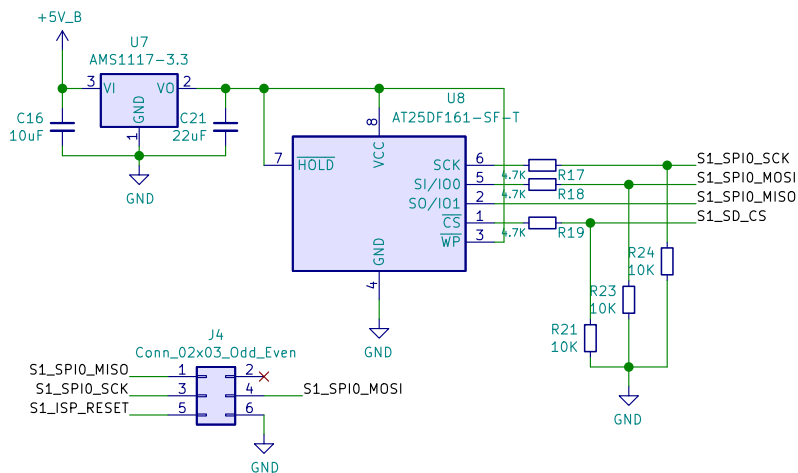 +5V_B
U7
AMS1117-3.3
3 VI VO 2
GND
1
C16
10uF
C21
22uF
GND
U8
AT25DF161-SF-T
8
VCC
7 HOLD
SCK 6
SI/IO0 5
SO/IO1 2
CS 1
WP 3
GND
4
GND
4.7K R17
4.7K R18
4.7K R19
S1_SPI0_SCK
S1_SPI0_MOSI
S1_SPI0_MISO
S1_SD_CS
R24
10K
R23
10K
R21
10K
GND
J4
Conn_02x03_Odd_Even
S1_SPI0_MISO 1 2
S1_SPI0_SCK 3 4 S1_SPI0_MOSI
S1_ISP_RESET 5 6
GND